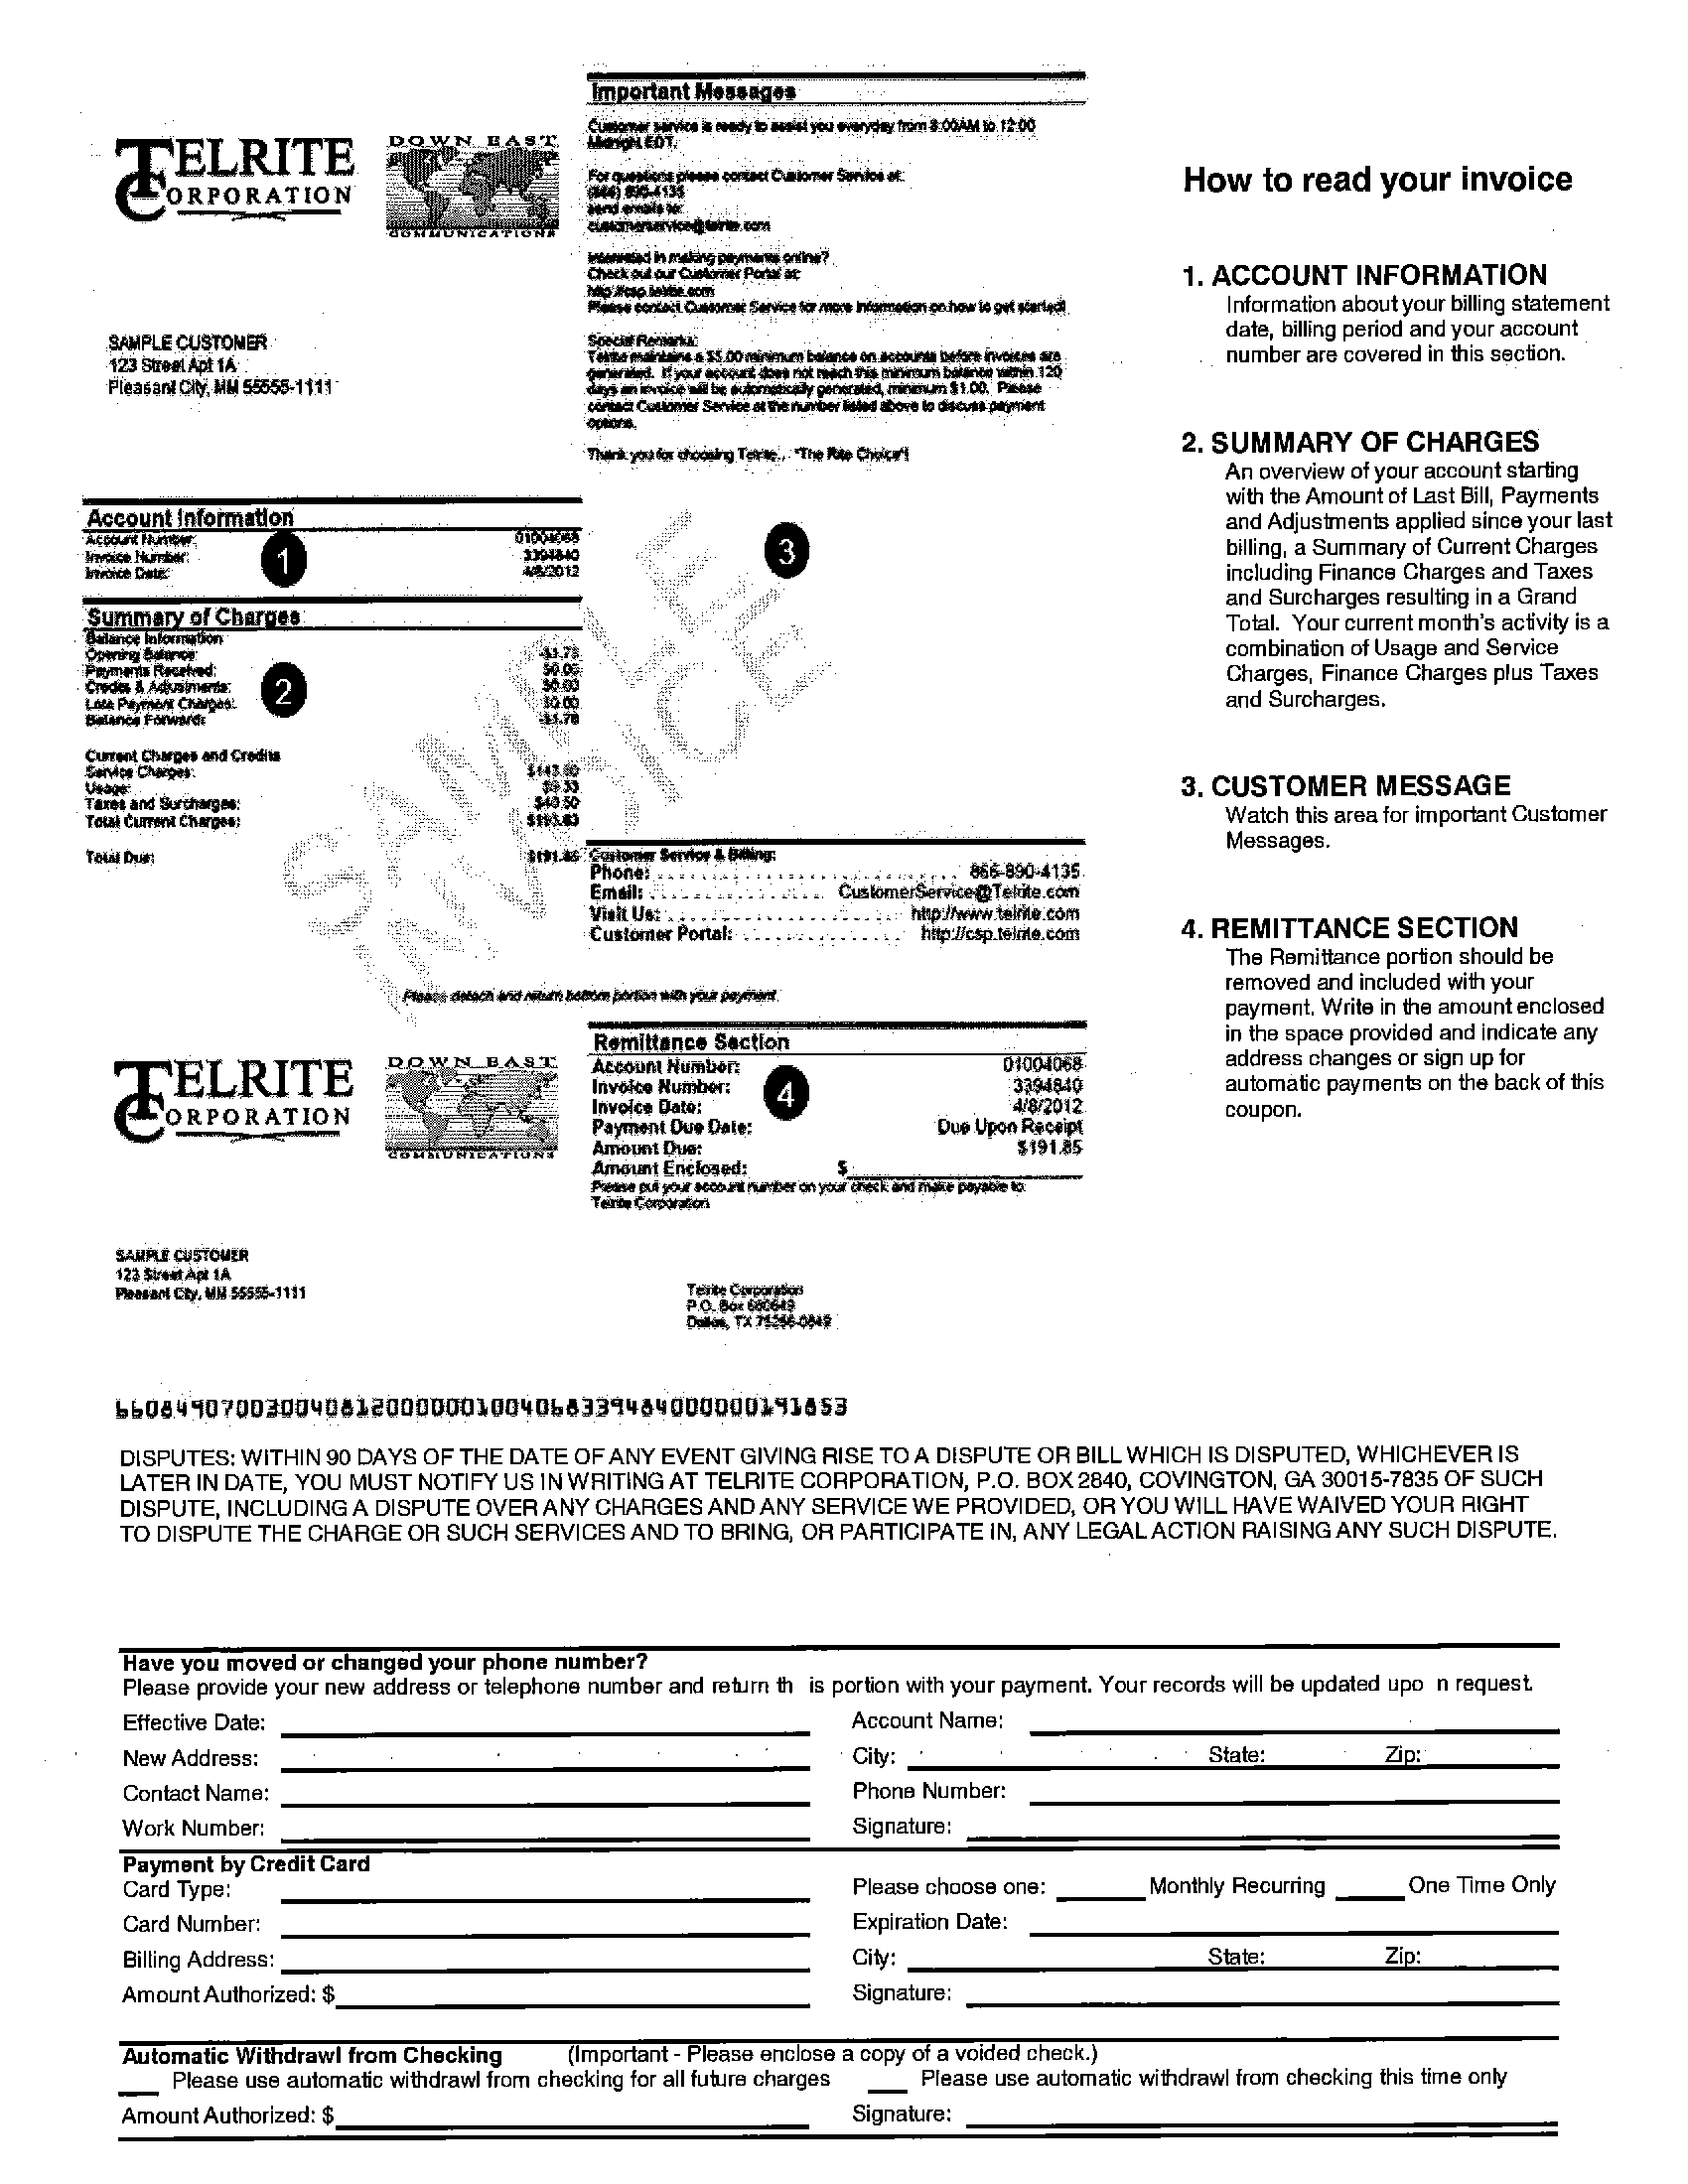 TELRITE
CORPORATION
DOWN EAST
COMMUNICATIONS
SAMPLE CUSTOMER
123 Street Apt 1A
Pleasant City, MM 55555-1111
Important Messages
Customer service is ready to assist you everyday from 8:00AM to 12:00
Midnight EDT.
For questions please contact Customer Service at:
(866) 890-4135
send emails to:
customerservice@telrite.com
Interested in making payments online?
Check out our Customer Portal at:
http://csp.telrite.com
Please contact Customer Service for more information on how to get started!
Special Remarks:
Telrite maintains a $5.00 minimum balance on accounts before invoices are
generated. If your account does not reach this minimum balance within 120
days an invoice will be automatically generated, minimum $1.00. Please
contact Customer Service at the number listed above to discuss payment
options.
Thank you for choosing Telrite... "The Rite Choice"!
Account Information
Account Number: 01004068
Invoice Number: 3394840
Invoice Date: 4/8/2012
1
3
Summary of Charges
Balance Information
Opening Balance
Payments Received: $0.00
Credits & Adjustments: $0.00
Late Payment Charges: $0.00
Balance Forward: -$1.78
2
Current Charges and Credits
Service Charges:
Usage: $9.33
Taxes and Surcharges: $40.50
Total Current Charges: $193.63
Total Due: $191.85
SAMPLE
INVOICE
Customer Service & Billing:
Phone: 866-890-4135
Email: CustomerService@Telrite.com
Visit Us: http://www.telrite.com
Customer Portal: http://csp.telrite.com
Please detach and return bottom portion with your payment.
TELRITE
CORPORATION
DOWN EAST
COMMUNICATIONS
Remittance Section
Account Number: 01004068
Invoice Number: 3394840
Invoice Date: 4/8/2012
Payment Due Date: Due Upon Receipt
Amount Due: $191.85
Amount Enclosed: $
4
Please put your account number on your check and make payable to:
Telrite Corporation
SAMPLE CUSTOMER
123 Street Apt 1A
Pleasant City, MM 55555-1111
Telrite Corporation
P.O. Box
Dallas, TX
How to read your invoice
1. ACCOUNT INFORMATION
Information about your billing statement
date, billing period and your account
number are covered in this section.
2. SUMMARY OF CHARGES
An overview of your account starting
with the Amount of Last Bill, Payments
and Adjustments applied since your last
billing, a Summary of Current Charges
including Finance Charges and Taxes
and Surcharges resulting in a Grand
Total. Your current month's activity is a
combination of Usage and Service
Charges, Finance Charges plus Taxes
and Surcharges.
3. CUSTOMER MESSAGE
Watch this area for important Customer
Messages.
4. REMITTANCE SECTION
The Remittance portion should be
removed and included with your
payment. Write in the amount enclosed
in the space provided and indicate any
address changes or sign up for
automatic payments on the back of this
coupon.
DISPUTES: WITHIN 90 DAYS OF THE DATE OF ANY EVENT GIVING RISE TO A DISPUTE OR BILL WHICH IS DISPUTED, WHICHEVER IS
LATER IN DATE, YOU MUST NOTIFY US IN WRITING AT TELRITE CORPORATION, P.O. BOX 2840, COVINGTON, GA 30015-7835 OF SUCH
DISPUTE, INCLUDING A DISPUTE OVER ANY CHARGES AND ANY SERVICE WE PROVIDED, OR YOU WILL HAVE WAIVED YOUR RIGHT
TO DISPUTE THE CHARGE OR SUCH SERVICES AND TO BRING, OR PARTICIPATE IN, ANY LEGAL ACTION RAISING ANY SUCH DISPUTE.
Have you moved or changed your phone number?
Please provide your new address or telephone number and return th is portion with your payment. Your records will be updated upo n request.
Effective Date: Account Name:
New Address: City: State: Zip:
Contact Name: Phone Number:
Work Number: Signature:
Payment by Credit Card
Card Type: Please choose one: Monthly Recurring One Time Only
Card Number: Expiration Date:
Billing Address: City: State: Zip:
Amount Authorized: $ Signature:
Automatic Withdrawl from Checking (Important - Please enclose a copy of a voided check.)
Please use automatic withdrawl from checking for all future charges Please use automatic withdrawl from checking this time only
Amount Authorized: $ Signature: